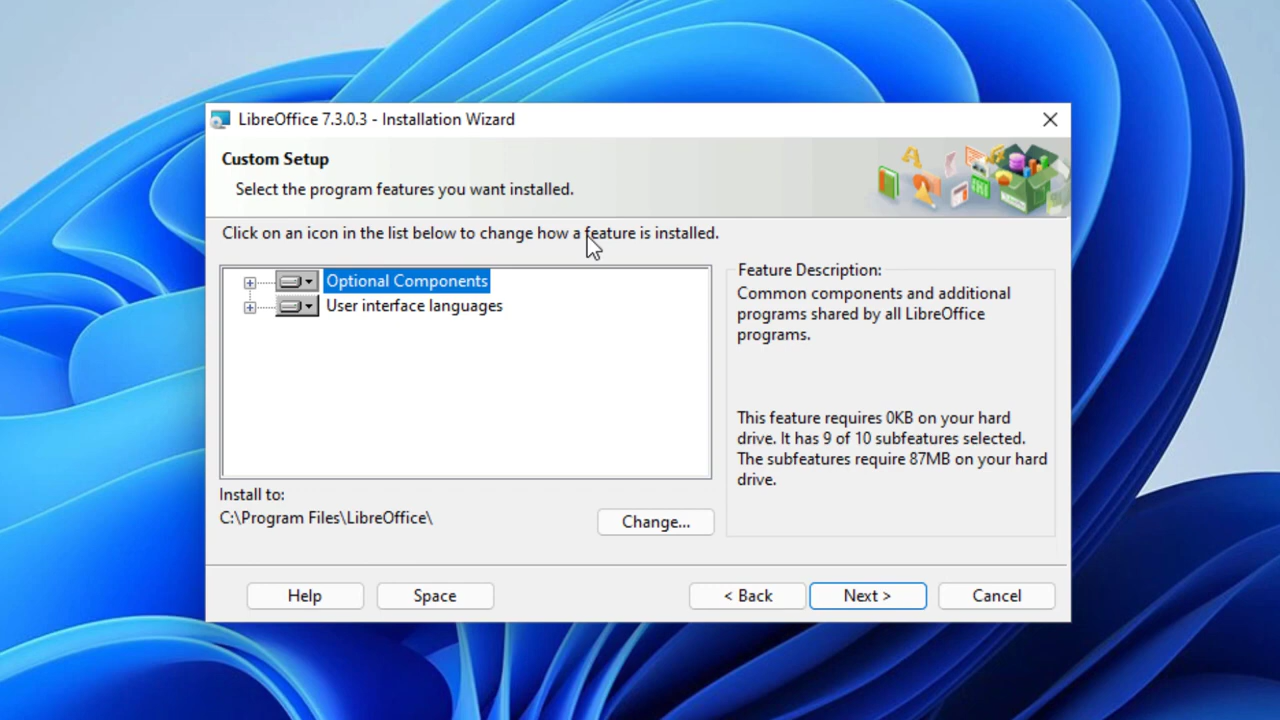 LibreOffice 7.3.0.3 - Installation Wizard
Custom Setup
Select the program features you want installed.
Click on an icon in the list below to change how a feature is installed.
Optional Components
User interface languages
Feature Description:
Common components and additional
programs shared by all LibreOffice
programs.
This feature requires 0KB on your hard
drive. It has 9 of 10 subfeatures selected.
The subfeatures require 87MB on your hard
drive.
Install to:
C:\Program Files\LibreOffice\
Change...
Help
Space
< Back
Next >
Cancel